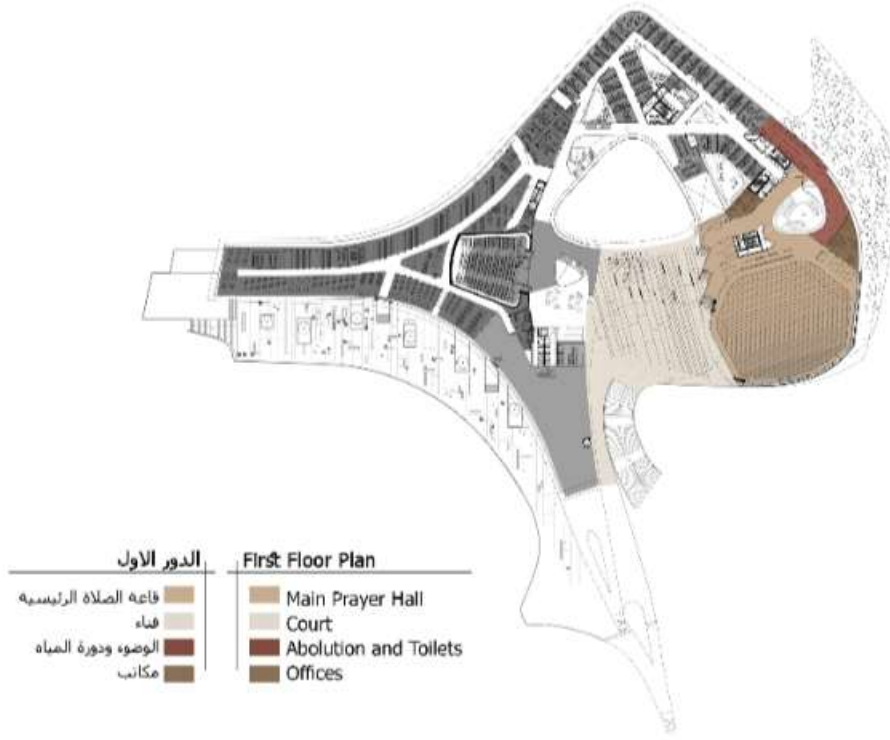 الدور الاول
First Floor Plan
قاعة الصلاة الرئيسية
Main Prayer Hall
فناء
Court
الوضوء ودورة المياه
Abolution and Toilets
مكاتب
Offices